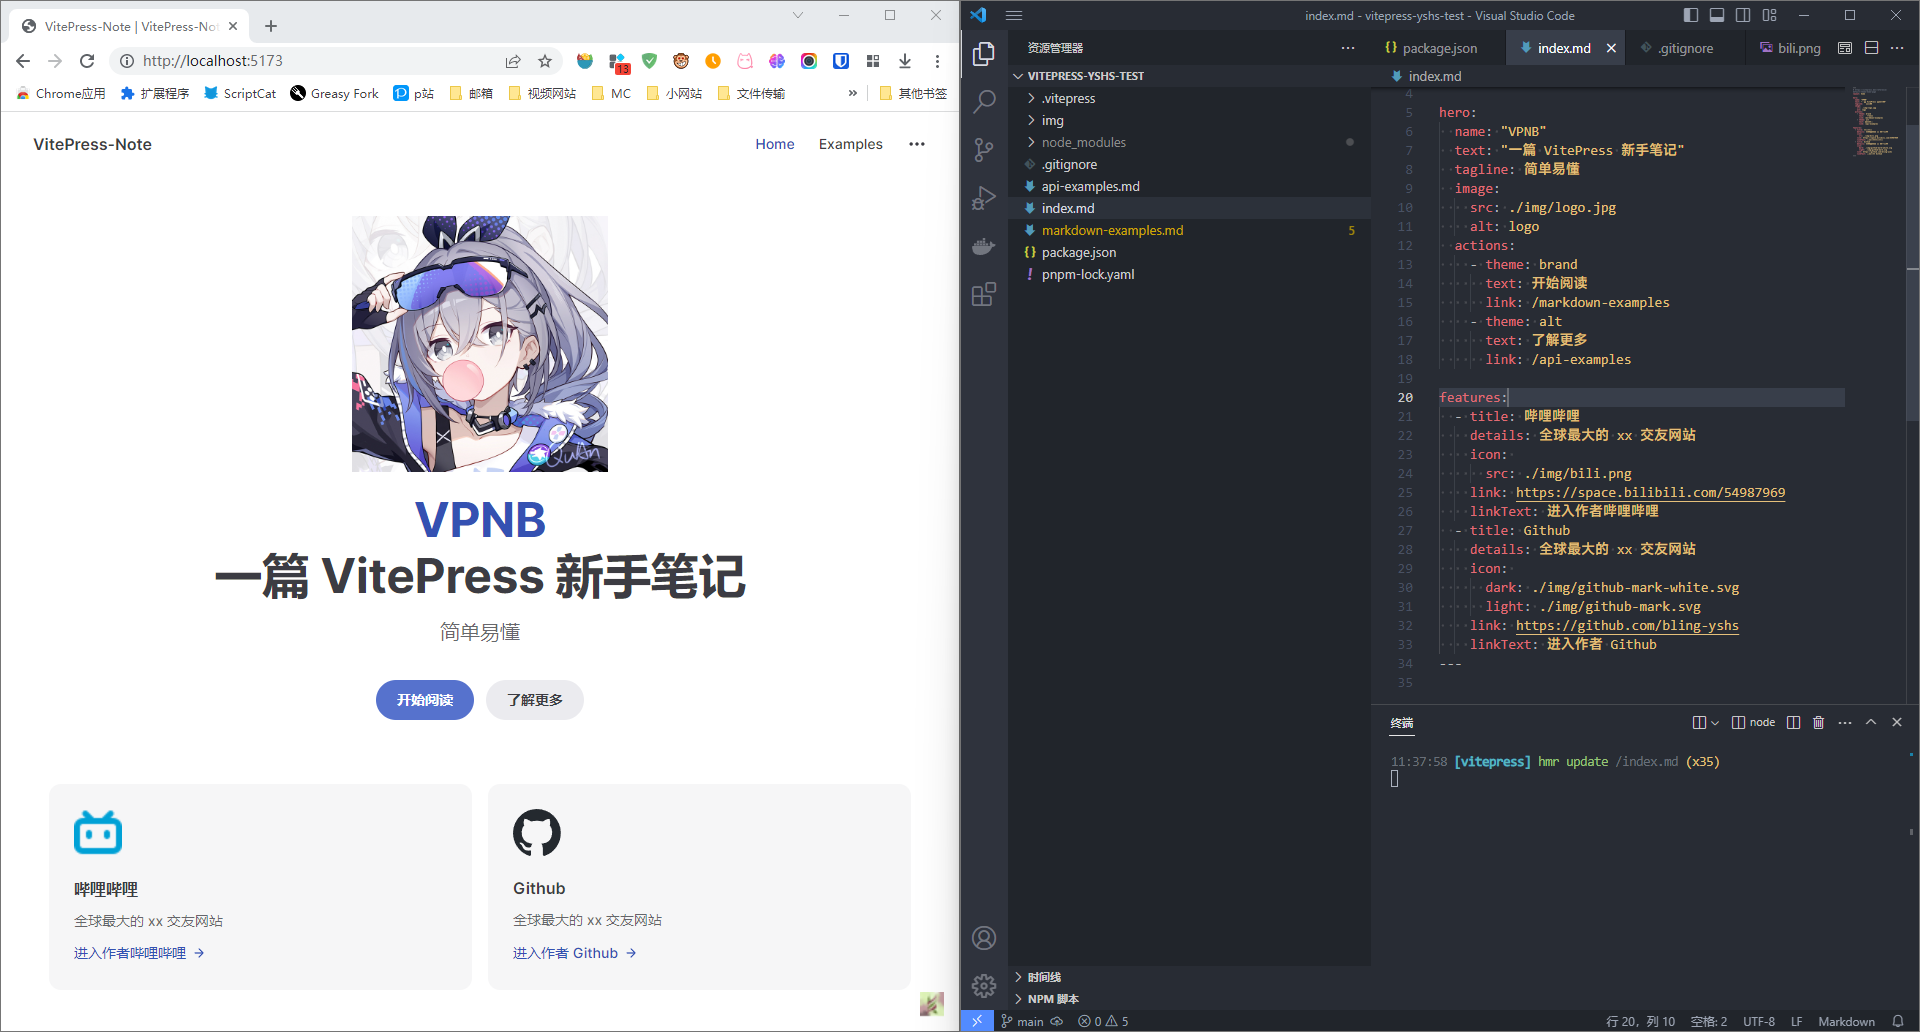 VitePress-Note | VitePress-Not
http://localhost:5173
13
Chrome应用
扩展程序
ScriptCat
Greasy Fork
p站
邮箱
视频网站
MC
小网站
文件传输
»
其他书签
VitePress-Note
Home
Examples
VPNB
一篇 VitePress 新手笔记
简单易懂
开始阅读
了解更多
哔哩哔哩
全球最大的 xx 交友网站
进入作者哔哩哔哩 →
Github
全球最大的 xx 交友网站
进入作者 Github →
index.md - vitepress-yshs-test - Visual Studio Code
资源管理器
VITEPRESS-YSHS-TEST
.vitepress
img
node_modules
.gitignore
api-examples.md
index.md
markdown-examples.md 5
package.json
pnpm-lock.yaml
时间线
NPM 脚本
package.json
index.md
.gitignore
bili.png
index.md
4
5 hero:
6 name: "VPNB"
7 text: "一篇 VitePress 新手笔记"
8 tagline: 简单易懂
9 image:
10 src: ./img/logo.jpg
11 alt: logo
12 actions:
13 - theme: brand
14 text: 开始阅读
15 link: /markdown-examples
16 - theme: alt
17 text: 了解更多
18 link: /api-examples
19
20 features:
21 - title: 哔哩哔哩
22 details: 全球最大的 xx 交友网站
23 icon:
24 src: ./img/bili.png
25 link: https://space.bilibili.com/54987969
26 linkText: 进入作者哔哩哔哩
27 - title: Github
28 details: 全球最大的 xx 交友网站
29 icon:
30 dark: ./img/github-mark-white.svg
31 light: ./img/github-mark.svg
32 link: https://github.com/bling-yshs
33 linkText: 进入作者 Github
34 ---
35
终端
node
11:37:58 [vitepress] hmr update /index.md (x35)
main
0
5
行 20，列 10
空格: 2
UTF-8
LF
Markdown